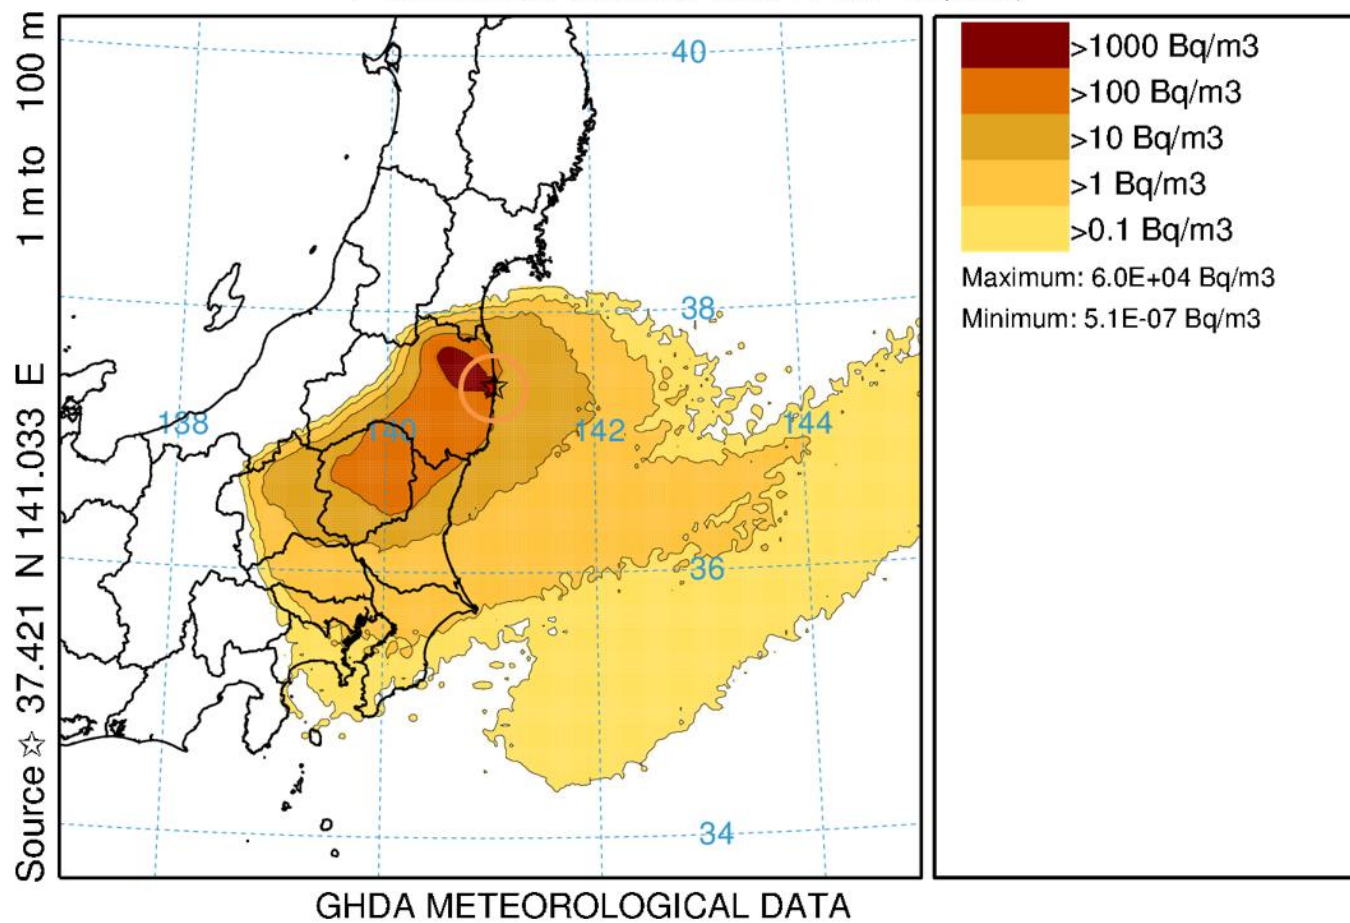 Source ☆ 37.421 N 141.033 E 1 m to 100 m
40
38
138
140
142
144
36
34
>1000 Bq/m3
>100 Bq/m3
>10 Bq/m3
>1 Bq/m3
>0.1 Bq/m3
Maximum: 6.0E+04 Bq/m3
Minimum: 5.1E-07 Bq/m3
GHDA METEOROLOGICAL DATA